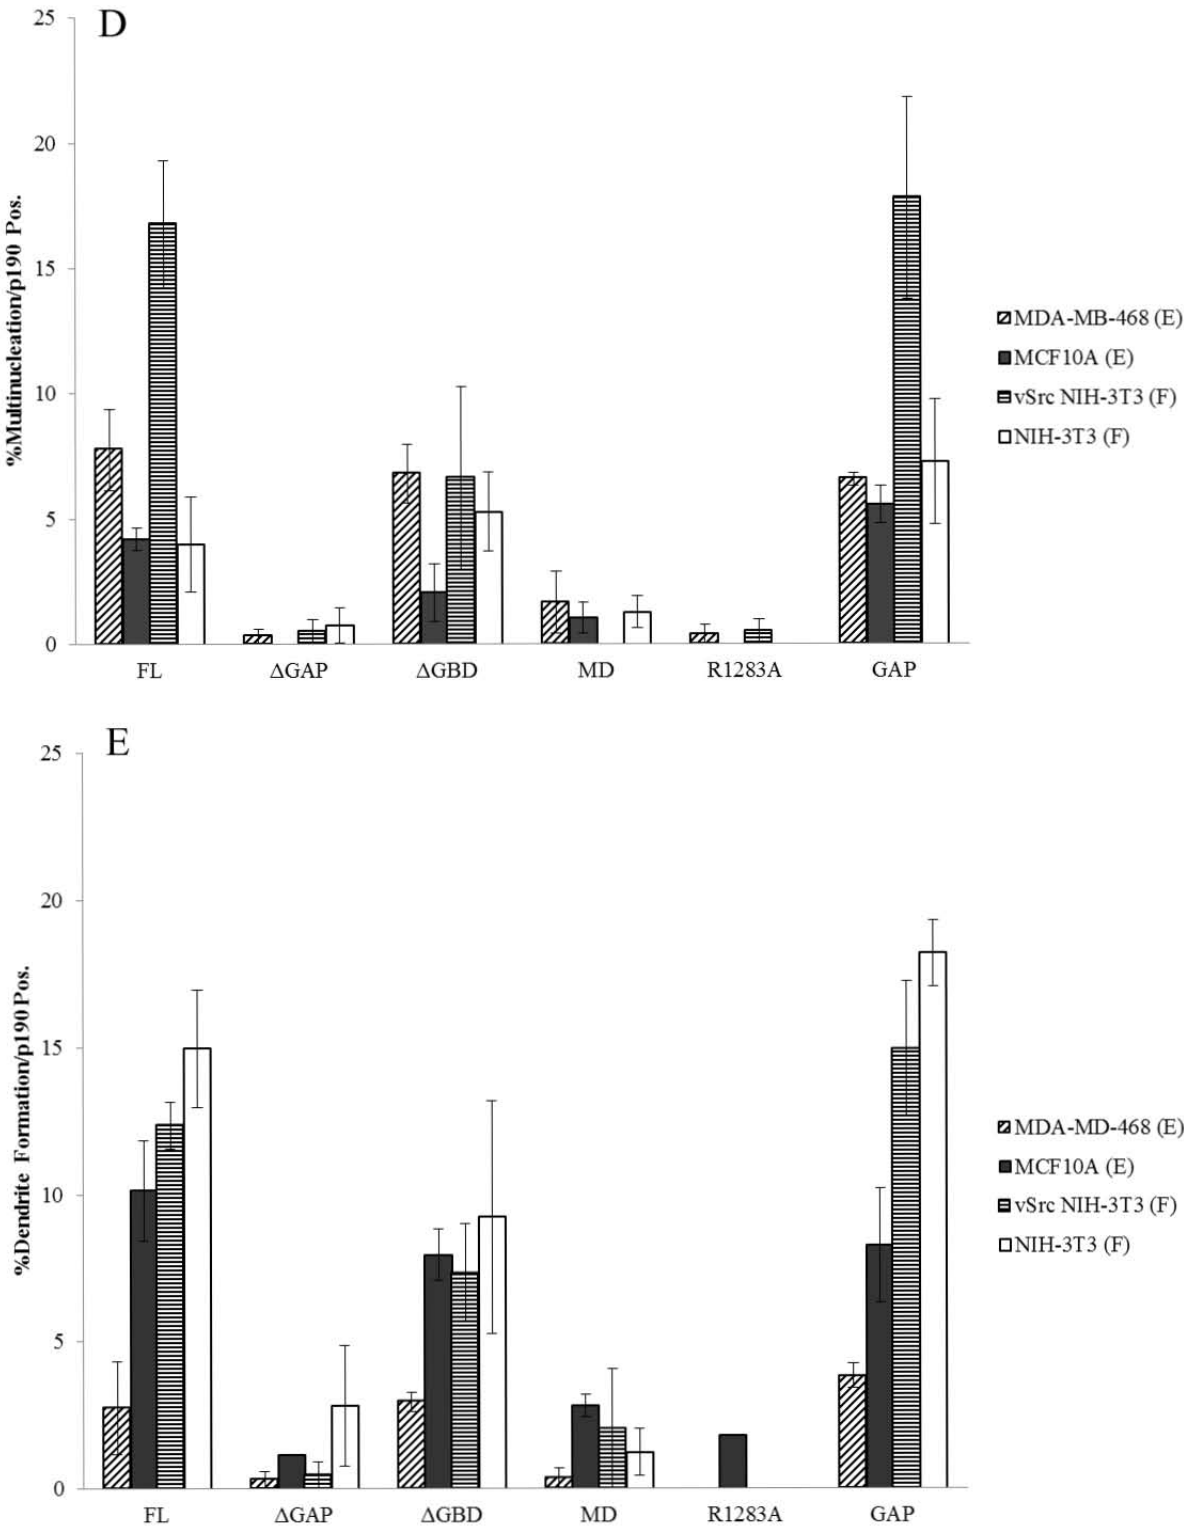 D
25
20
15
10
5
0
%Multinucleation/p190 Pos.
FL ΔGAP ΔGBD MD R1283A GAP
MDA-MB-468 (E)
MCF10A (E)
vSrc NIH-3T3 (F)
NIH-3T3 (F)
E
25
20
15
10
5
0
%Dendrite Formation/p190 Pos.
FL ΔGAP ΔGBD MD R1283A GAP
MDA-MD-468 (E)
MCF10A (E)
vSrc NIH-3T3 (F)
NIH-3T3 (F)